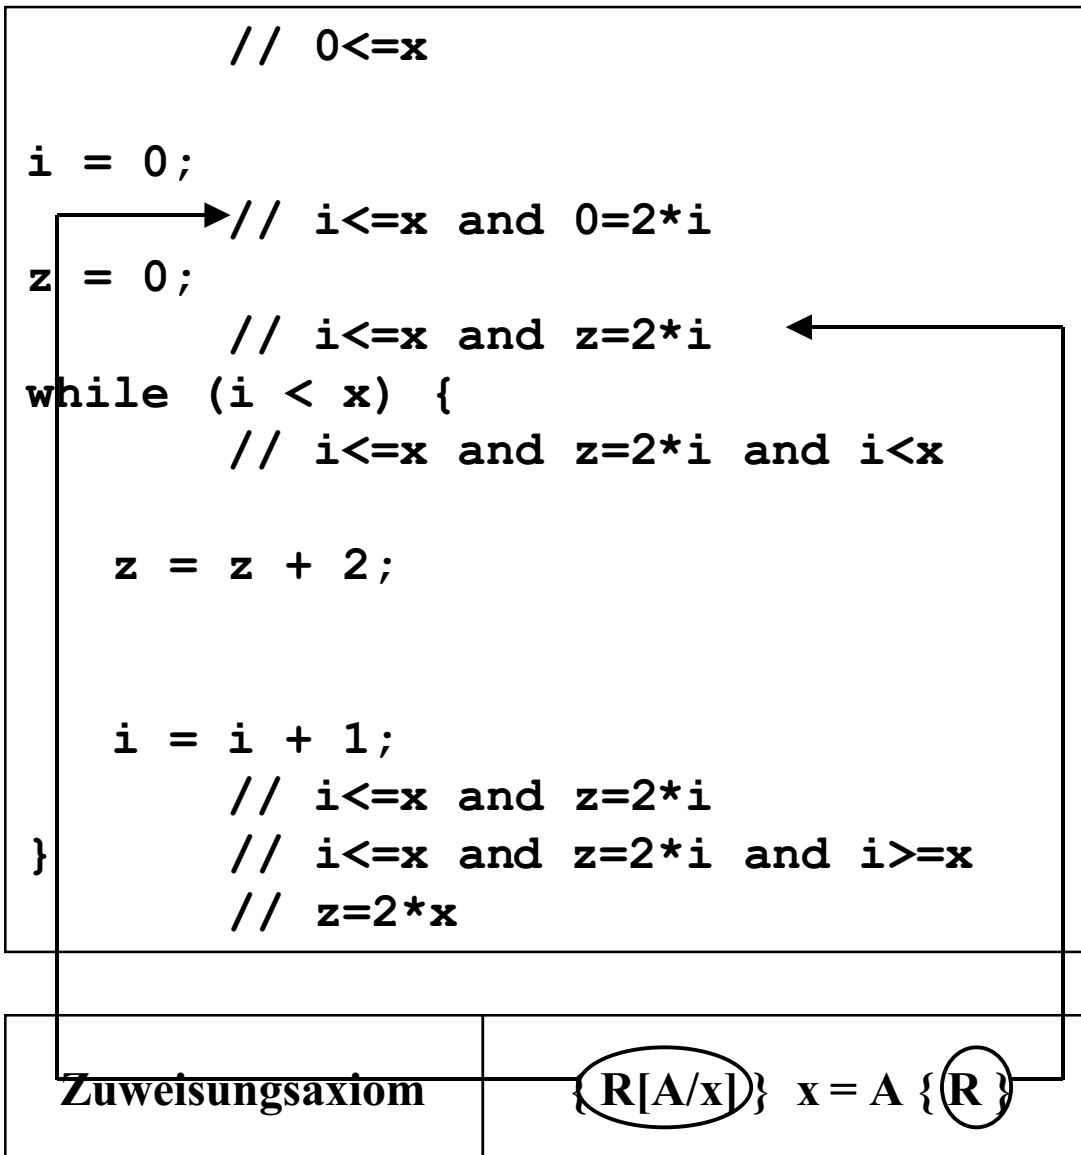 // 0<=x
i = 0;
// i<=x and 0=2*i
z = 0;
// i<=x and z=2*i
while (i < x) {
// i<=x and z=2*i and i<x
z = z + 2;
i = i + 1;
// i<=x and z=2*i
} // i<=x and z=2*i and i>=x
// z=2*x
Zuweisungsaxiom { R[A/x] } x = A { R }